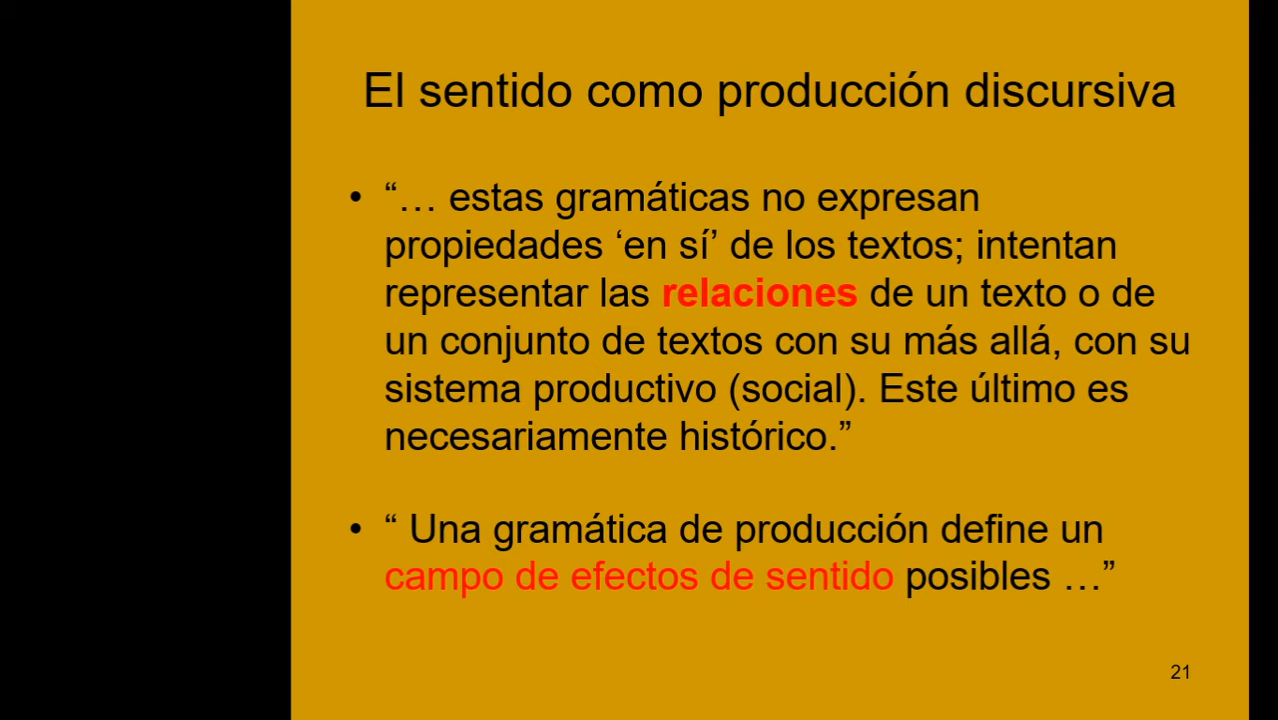 El sentido como producción discursiva
• “… estas gramáticas no expresan
propiedades ‘en sí’ de los textos; intentan
representar las relaciones de un texto o de
un conjunto de textos con su más allá, con su
sistema productivo (social). Este último es
necesariamente histórico.”
• “ Una gramática de producción define un
campo de efectos de sentido posibles …”
21